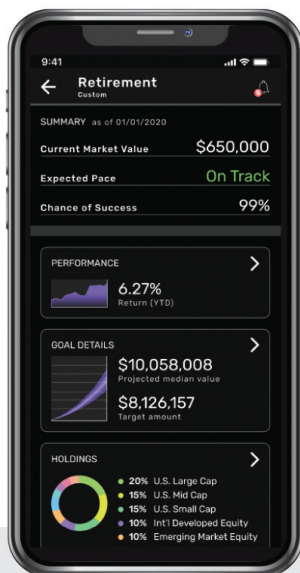 9:41
Retirement
Custom
SUMMARY as of 01/01/2020
Current Market Value $650,000
Expected Pace On Track
Chance of Success 99%
PERFORMANCE
6.27%
Return (YTD)
GOAL DETAILS
$10,058,008
Projected median value
$8,126,157
Target amount
HOLDINGS
20% U.S. Large Cap
15% U.S. Mid Cap
15% U.S. Small Cap
10% Int'l Developed Equity
10% Emerging Market Equity